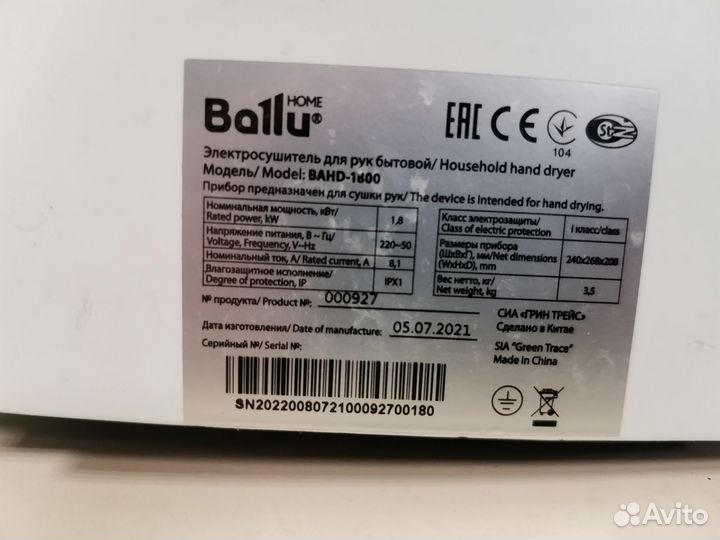 Ballu® HOME
EAC CE 104
Электросушитель для рук бытовой/ Household hand dryer
Модель/ Model: BAHD-1800
Прибор предназначен для сушки рук/ The device is intended for hand drying.
Номинальная мощность, кВт/
Rated power, kW 1,8
Напряжение питания, В ~ Гц/
Voltage, Frequency, V~Hz 220~50
Номинальный ток, А/ Rated current, A 8,1
Влагозащитное исполнение/
Degree of protection, IP IPX1
Класс электрозащиты/
Class of electric protection I класс/class
Размеры прибора
(ШхВхГ), мм/Net dimensions
(WxHxD), mm 240x268x208
Вес нетто, кг/
Net weight, kg 3,5
№ продукта/ Product №: 000927
Дата изготовления/ Date of manufacture: 05.07.2021
Серийный №/ Serial №:
SN2022008072100092700180
СИА «ГРИН ТРЕЙС»
Сделано в Китае
SIA "Green Trace"
Made in China
Avito